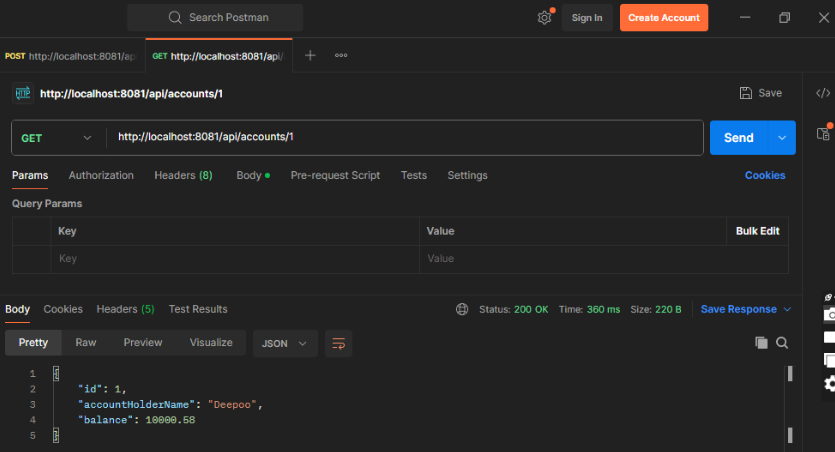 Search Postman
Sign In
Create Account
POST http://localhost:8081/ap
GET http://localhost:8081/api/
HTTP http://localhost:8081/api/accounts/1
Save
GET
http://localhost:8081/api/accounts/1
Send
Params Authorization Headers (8) Body Pre-request Script Tests Settings Cookies
Query Params
Key Value Bulk Edit
Key Value
Body Cookies Headers (5) Test Results Status: 200 OK Time: 360 ms Size: 220 B Save Response
Pretty Raw Preview Visualize JSON
1 {
2 "id": 1,
3 "accountHolderName": "Deepoo",
4 "balance": 10000.58
5 }